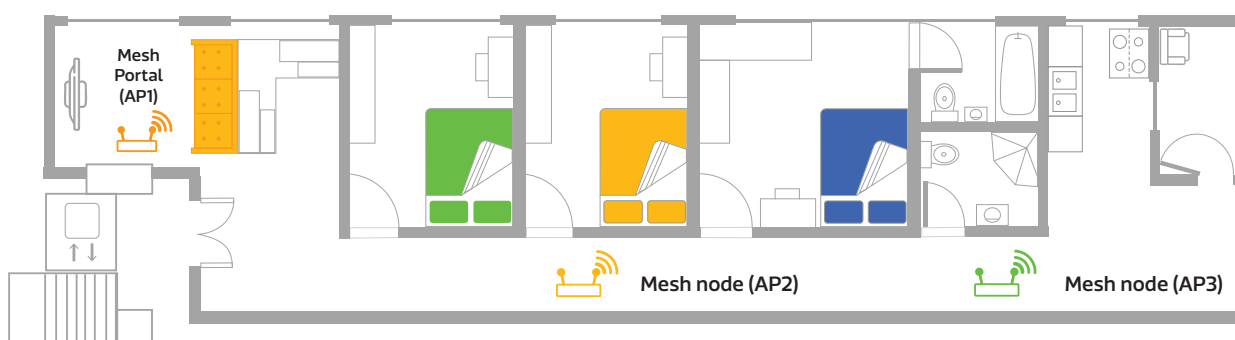 Mesh
Portal
(AP1)
Mesh node (AP2)
Mesh node (AP3)